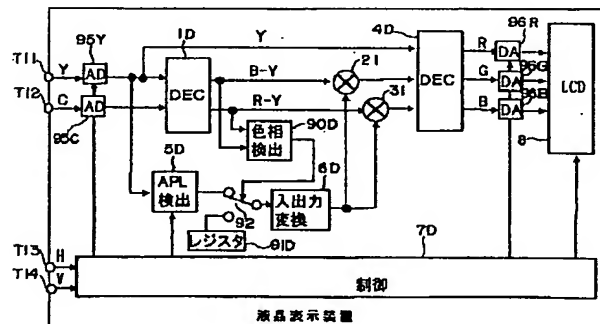 T11
Y
95Y
AD
1D
DEC
Y
B-Y
R-Y
21
31
4D
DEC
R
G
B
96R
DA
96G
DA
96B
DA
LCD
8
T12
C
AD
95C
色相
検出
90D
5D
APL
検出
92
レジスタ
91D
6D
入出力
変換
7D
制御
T13
H
T14
V
液晶表示装置